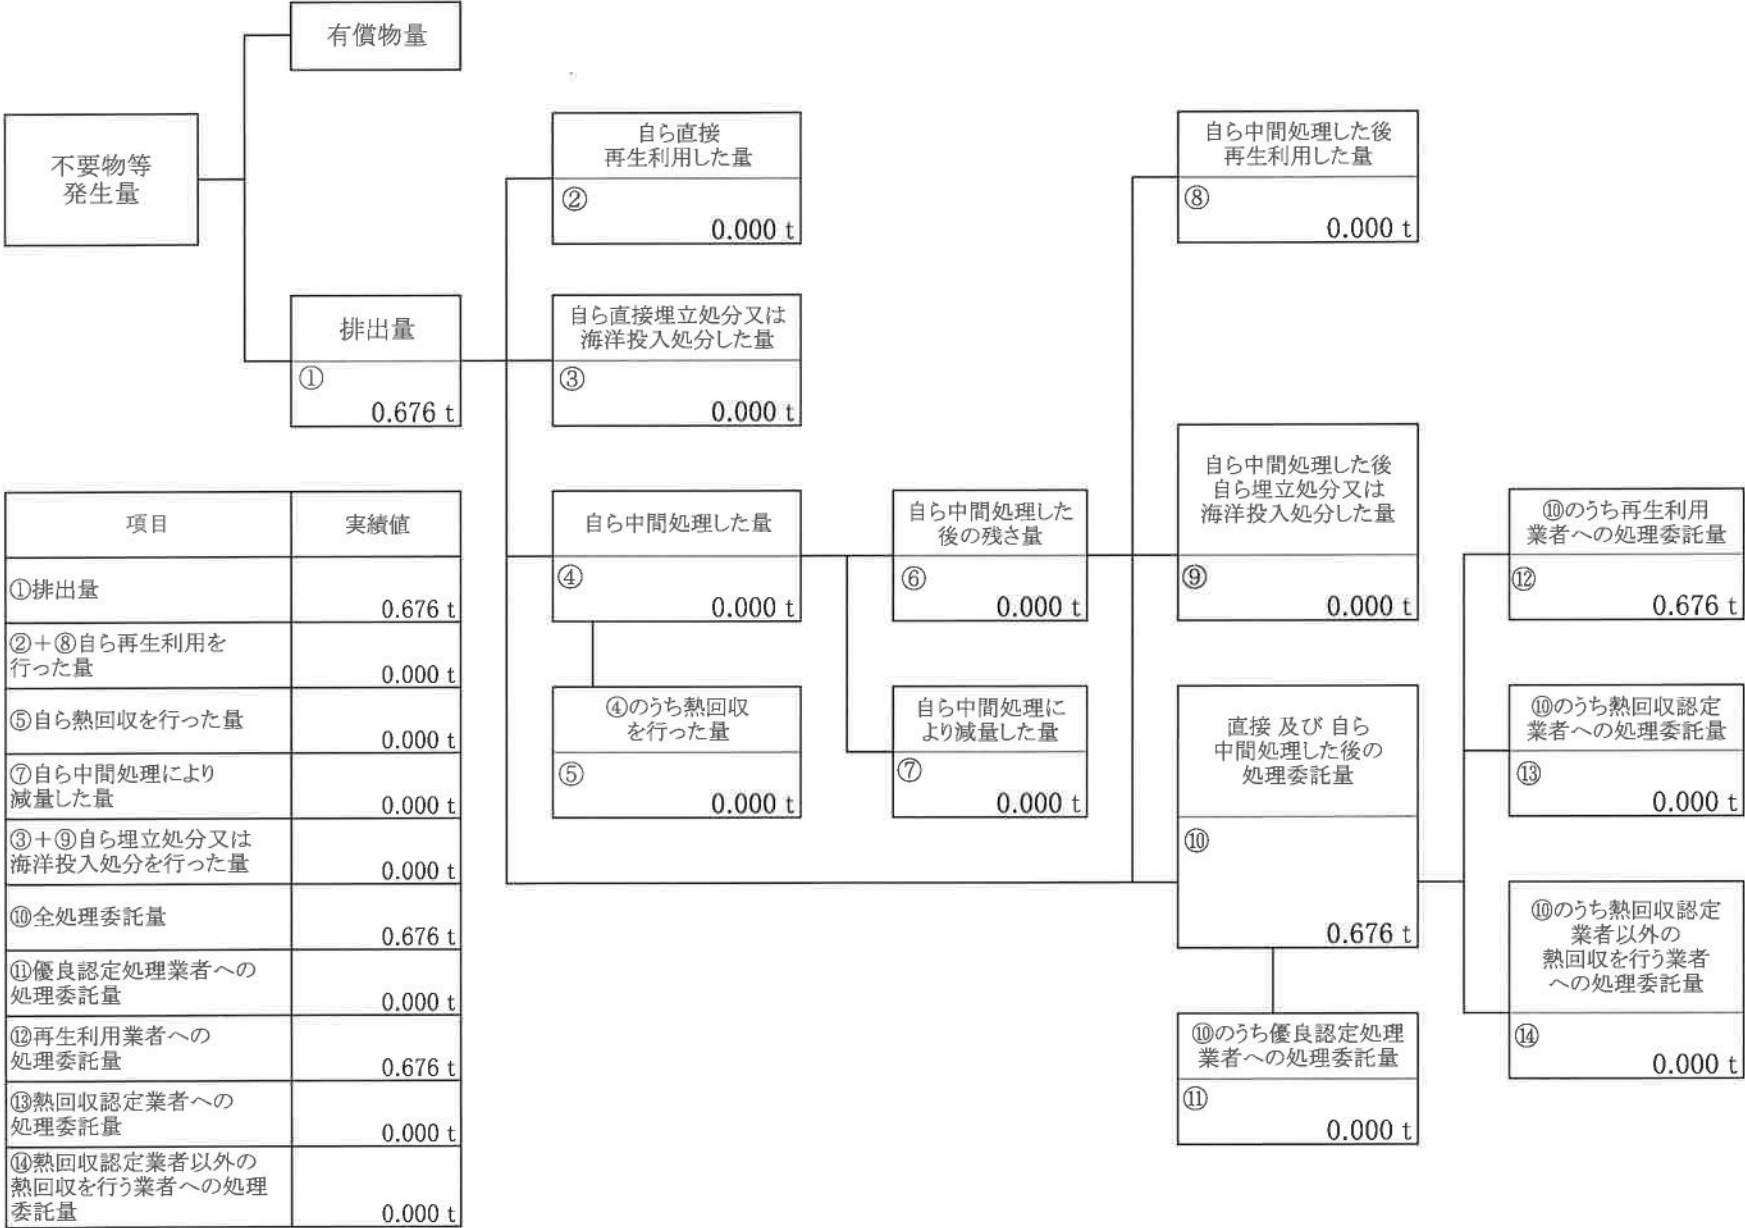 有償物量
不要物等
発生量
排出量
①
0.676 t
自ら直接
再生利用した量
②
0.000 t
自ら直接埋立処分又は
海洋投入処分した量
③
0.000 t
自ら中間処理した量
④
0.000 t
④のうち熱回収
を行った量
⑤
0.000 t
自ら中間処理した
後の残さ量
⑥
0.000 t
自ら中間処理に
より減量した量
⑦
0.000 t
自ら中間処理した後
再生利用した量
⑧
0.000 t
自ら中間処理した後
自ら埋立処分又は
海洋投入処分した量
⑨
0.000 t
直接 及び 自ら
中間処理した後の
処理委託量
⑩
0.676 t
⑩のうち優良認定処理
業者への処理委託量
⑪
0.000 t
⑩のうち再生利用
業者への処理委託量
⑫
0.676 t
⑩のうち熱回収認定
業者への処理委託量
⑬
0.000 t
⑩のうち熱回収認定
業者以外の
熱回収を行う業者
への処理委託量
⑭
0.000 t
項目 実績値
①排出量
0.676 t
②+⑧自ら再生利用を
行った量
0.000 t
⑤自ら熱回収を行った量
0.000 t
⑦自ら中間処理により
減量した量
0.000 t
③+⑨自ら埋立処分又は
海洋投入処分を行った量
0.000 t
⑩全処理委託量
0.676 t
⑪優良認定処理業者への
処理委託量
0.000 t
⑫再生利用業者への
処理委託量
0.676 t
⑬熱回収認定業者への
処理委託量
0.000 t
⑭熱回収認定業者以外の
熱回収を行う業者への処理
委託量
0.000 t